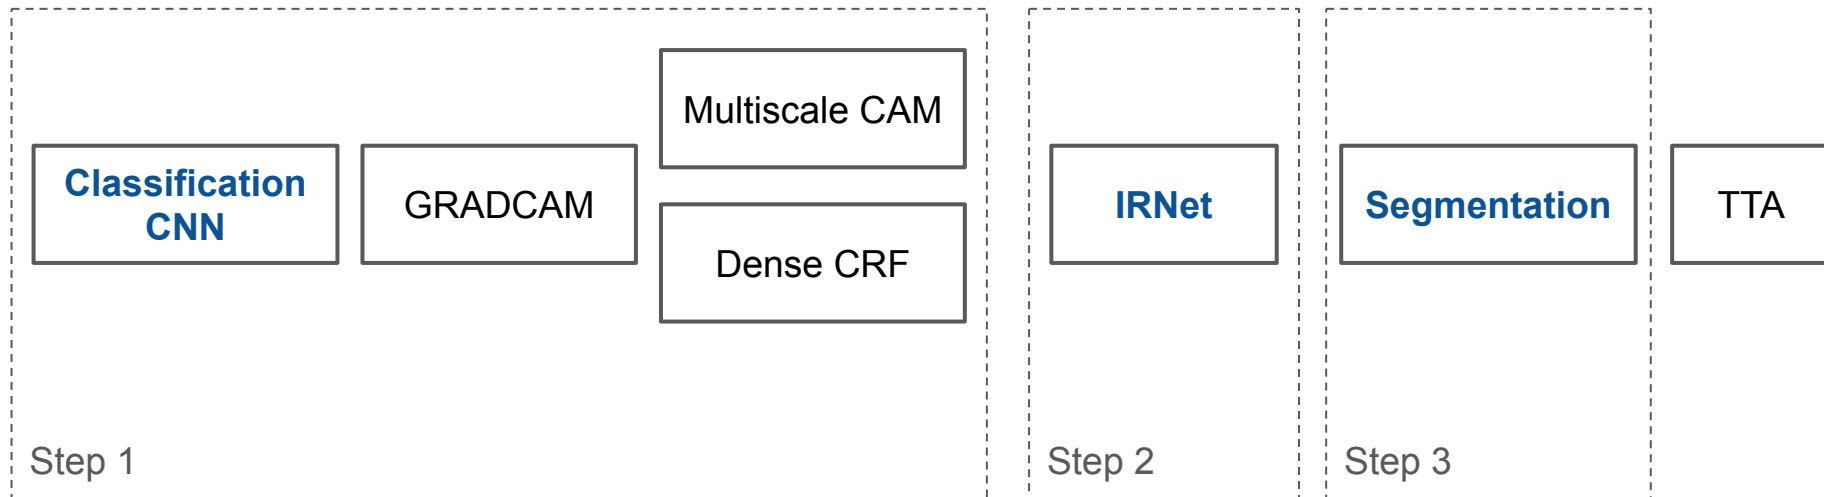 Classification
CNN
GRADCAM
Multiscale CAM
Dense CRF
Step 1
IRNet
Step 2
Segmentation
Step 3
TTA